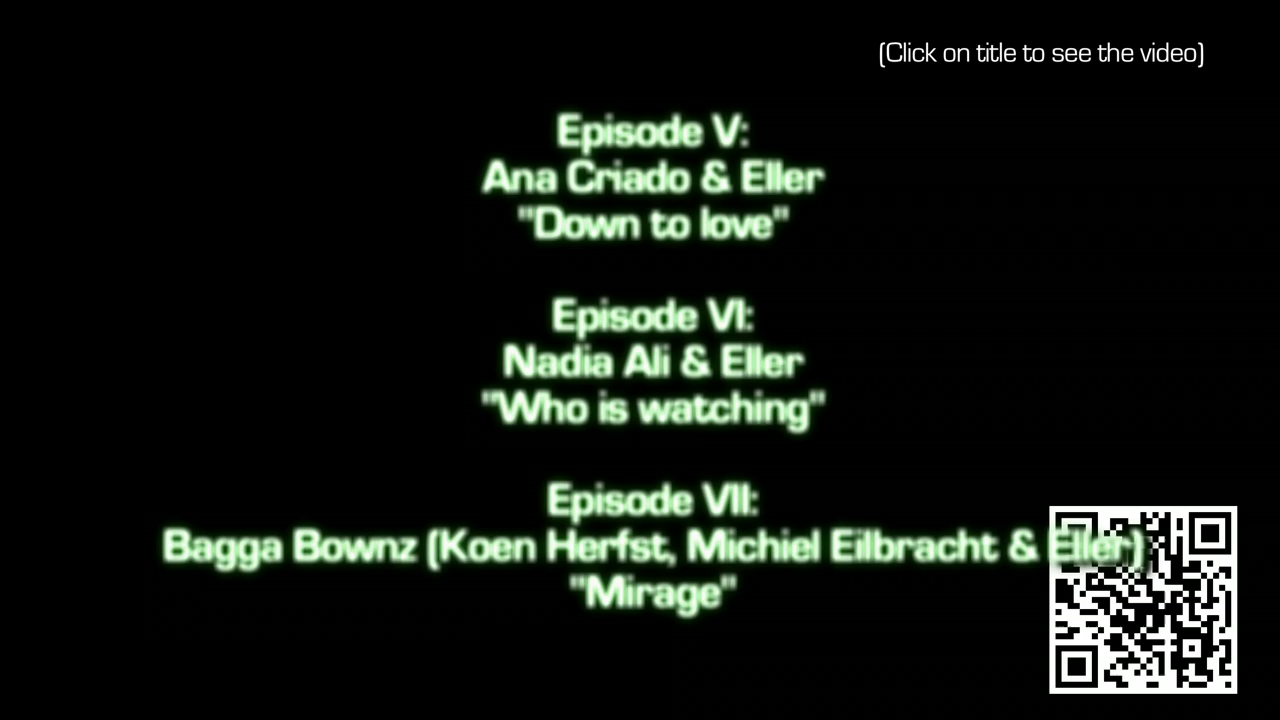 (Click on title to see the video)
Episode V:
Ana Criado & Eller
"Down to love"
Episode VI:
Nadia Ali & Eller
"Who is watching"
Episode VII:
Bagga Bownz (Koen Herfst, Michiel Eilbracht & Eller)
"Mirage"